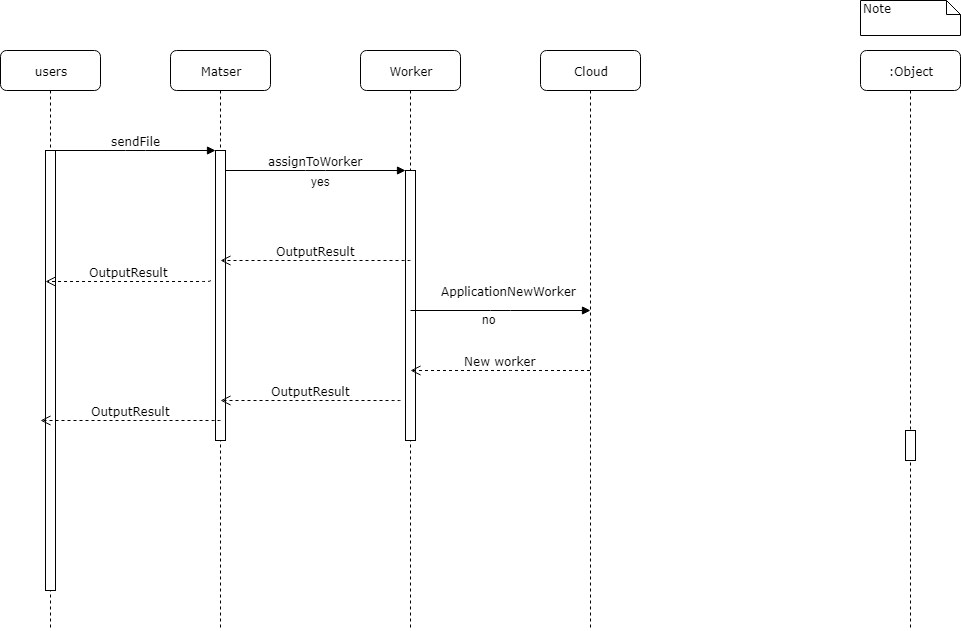 Note
users
Matser
Worker
Cloud
:Object
sendFile
assignToWorker
yes
OutputResult
OutputResult
ApplicationNewWorker
no
New worker
OutputResult
OutputResult